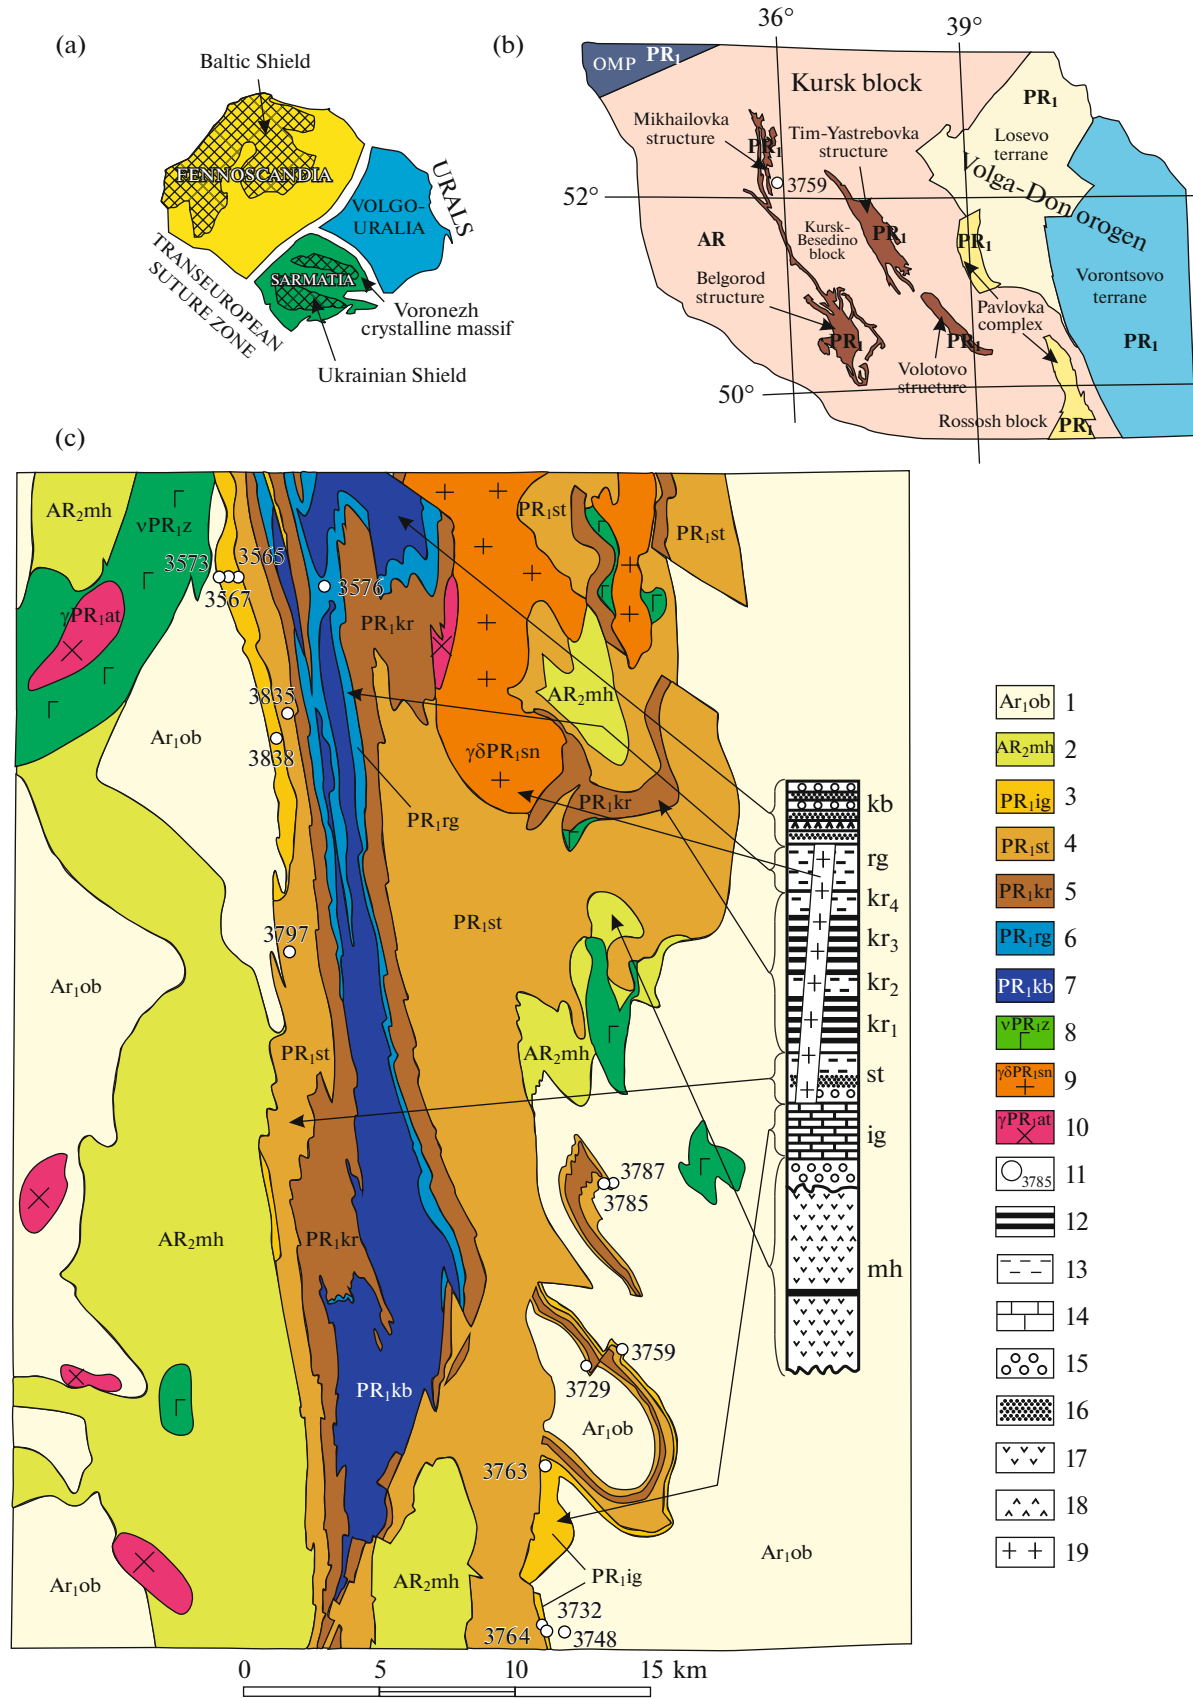 (a)
Baltic Shield
FENNOSCANDIA
VOLGO-
URALIA
URALS
SARMATIA
TRANSEUROPEAN
SUTURE ZONE
Voronezh
crystalline massif
Ukrainian Shield
(b)
36°
39°
OMP
PR₁
Kursk block
PR₁
Mikhailovka
structure
PR₁
Tim-Yastrebovka
structure
Losevo
terrane
3759
52°
Volga-Don orogen
AR
Kursk-
Besedino
block
PR₁
PR₁
Belgorod
structure
Vorontsovo
terrane
Pavlovka
complex
PR₁
PR₁
PR₁
Volotovo
structure
50°
Rossosh block
PR₁
(c)
AR₂mh
νPR₁z
PR₁st
PR₁st
3573
3565
3567
3576
γPR₁at
PR₁kr
AR₂mh
3835
Ar₁ob
3838
γδPR₁sn
PR₁kr
PR₁rg
PR₁st
3797
Ar₁ob
PR₁st
AR₂mh
3787
3785
AR₂mh
PR₁kr
3759
3729
PR₁kb
Ar₁ob
3763
Ar₁ob
Ar₁ob
AR₂mh
PR₁ig
3732
3764
3748
kb
rg
kr₄
kr₃
kr₂
kr₁
st
ig
mh
Ar₁ob 1
AR₂mh 2
PR₁ig 3
PR₁st 4
PR₁kr 5
PR₁rg 6
PR₁kb 7
νPR₁z 8
γδPR₁sn 9
γPR₁at 10
3785 11
12
13
14
15
16
17
18
19
0 5 10 15 km